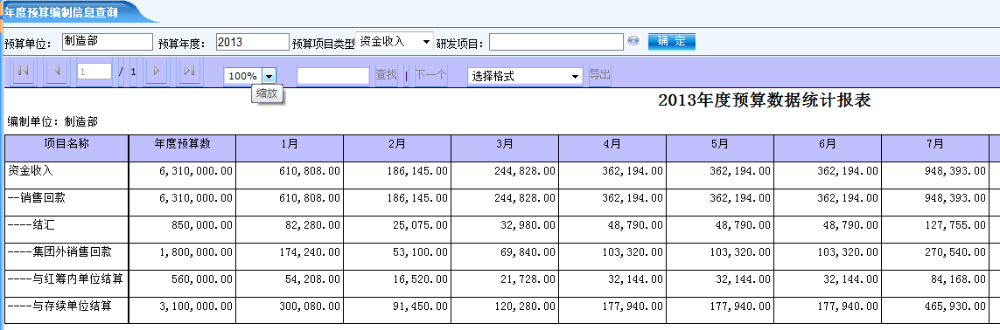 年度预算编制信息查询
预算单位： 制造部 预算年度： 2013 预算项目类型 资金收入 研发项目： 确 定
1 / 1 100% 查找 | 下一个 选择格式 导出
缩放
2013年度预算数据统计报表
编制单位：制造部
项目名称 年度预算数 1月 2月 3月 4月 5月 6月 7月
资金收入 6,310,000.00 610,808.00 186,145.00 244,828.00 362,194.00 362,194.00 362,194.00 948,393.00
--销售回款 6,310,000.00 610,808.00 186,145.00 244,828.00 362,194.00 362,194.00 362,194.00 948,393.00
----结汇 850,000.00 82,280.00 25,075.00 32,980.00 48,790.00 48,790.00 48,790.00 127,755.00
----集团外销售回款 1,800,000.00 174,240.00 53,100.00 69,840.00 103,320.00 103,320.00 103,320.00 270,540.00
----与红筹内单位结算 560,000.00 54,208.00 16,520.00 21,728.00 32,144.00 32,144.00 32,144.00 84,168.00
----与存续单位结算 3,100,000.00 300,080.00 91,450.00 120,280.00 177,940.00 177,940.00 177,940.00 465,930.00